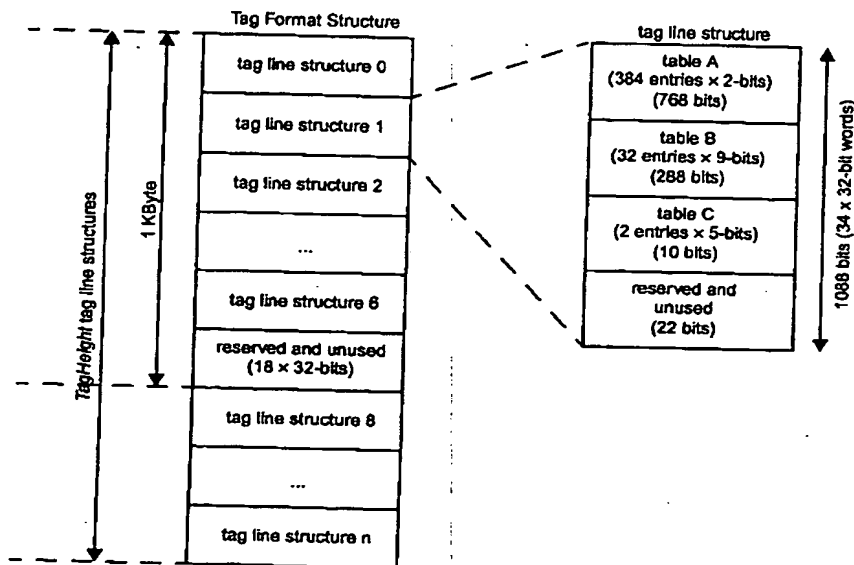 Tag Format Structure
tag line structure 0
tag line structure 1
tag line structure 2
...
tag line structure 6
reserved and unused
(18 × 32-bits)
tag line structure 8
...
tag line structure n
TagHeight tag line structures
1 KByte
tag line structure
table A
(384 entries × 2-bits)
(768 bits)
table B
(32 entries × 9-bits)
(288 bits)
table C
(2 entries × 5-bits)
(10 bits)
reserved and
unused
(22 bits)
1088 bits (34 x 32-bit words)